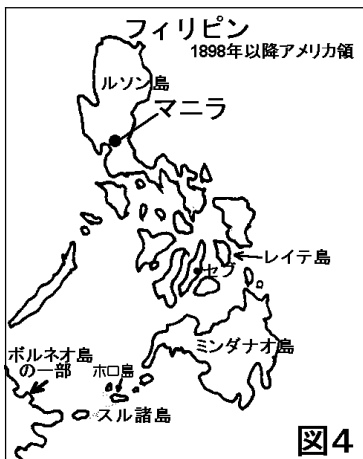 フィリピン
1898年以降アメリカ領
ルソン島
マニラ
レイテ島
セブ
ミンダナオ島
ボルネオ島
の一部
ホロ島
スル諸島
図4